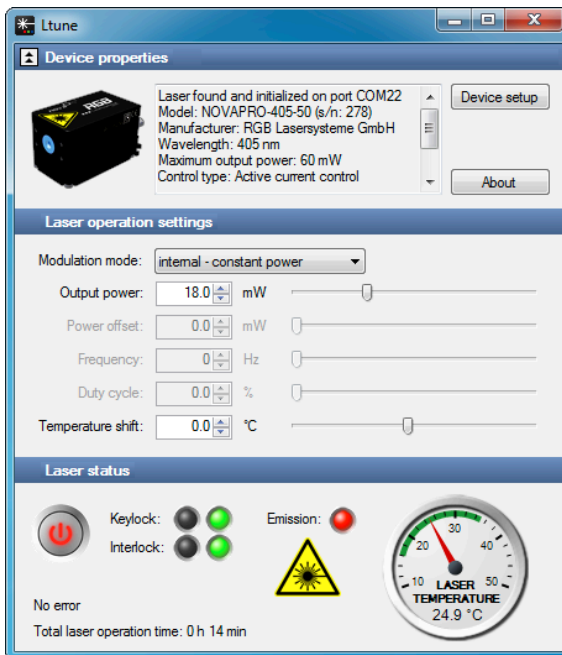 Ltune
Device properties
RGB
Laser found and initialized on port COM22
Model: NOVAPRO-405-50 (s/n: 278)
Manufacturer: RGB Lasersysteme GmbH
Wavelength: 405 nm
Maximum output power: 60 mW
Control type: Active current control
Device setup
About
Laser operation settings
Modulation mode: internal - constant power
Output power: 18.0 mW
Power offset: 0.0 mW
Frequency: 0 Hz
Duty cycle: 0.0 %
Temperature shift: 0.0 °C
Laser status
Keylock:
Interlock:
Emission:
10 20 30 40 50
LASER
TEMPERATURE
24.9 °C
No error
Total laser operation time: 0 h 14 min